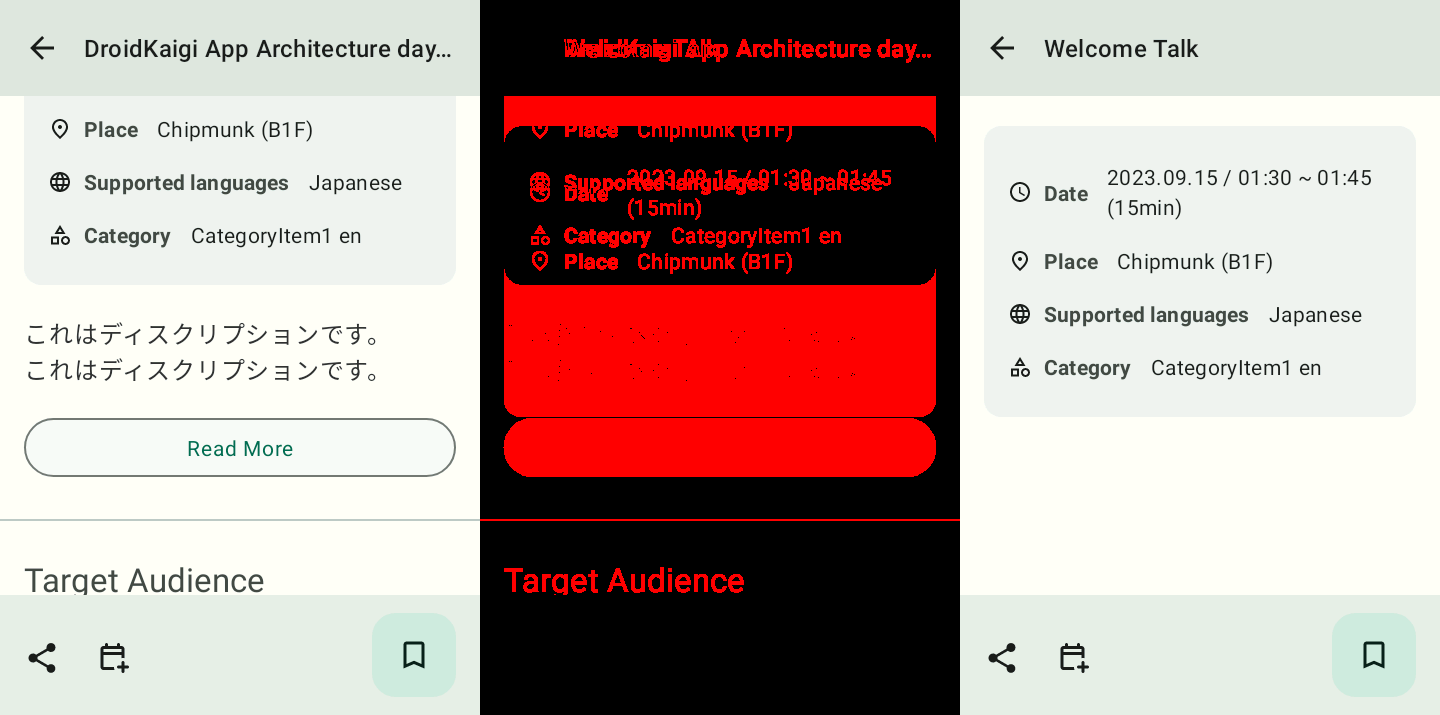 DroidKaigi App Architecture day...
Place Chipmunk (B1F)
Supported languages Japanese
Category CategoryItem1 en
これはディスクリプションです。
これはディスクリプションです。
Read More
Target Audience
Architecture day...
Place Chipmunk (B1F)
Supported languages Japanese
2023.09.15 / 01:30 ~ 01:45
Date
(15min)
Category CategoryItem1 en
Place Chipmunk (B1F)
Target Audience
Welcome Talk
Date 2023.09.15 / 01:30 ~ 01:45
(15min)
Place Chipmunk (B1F)
Supported languages Japanese
Category CategoryItem1 en